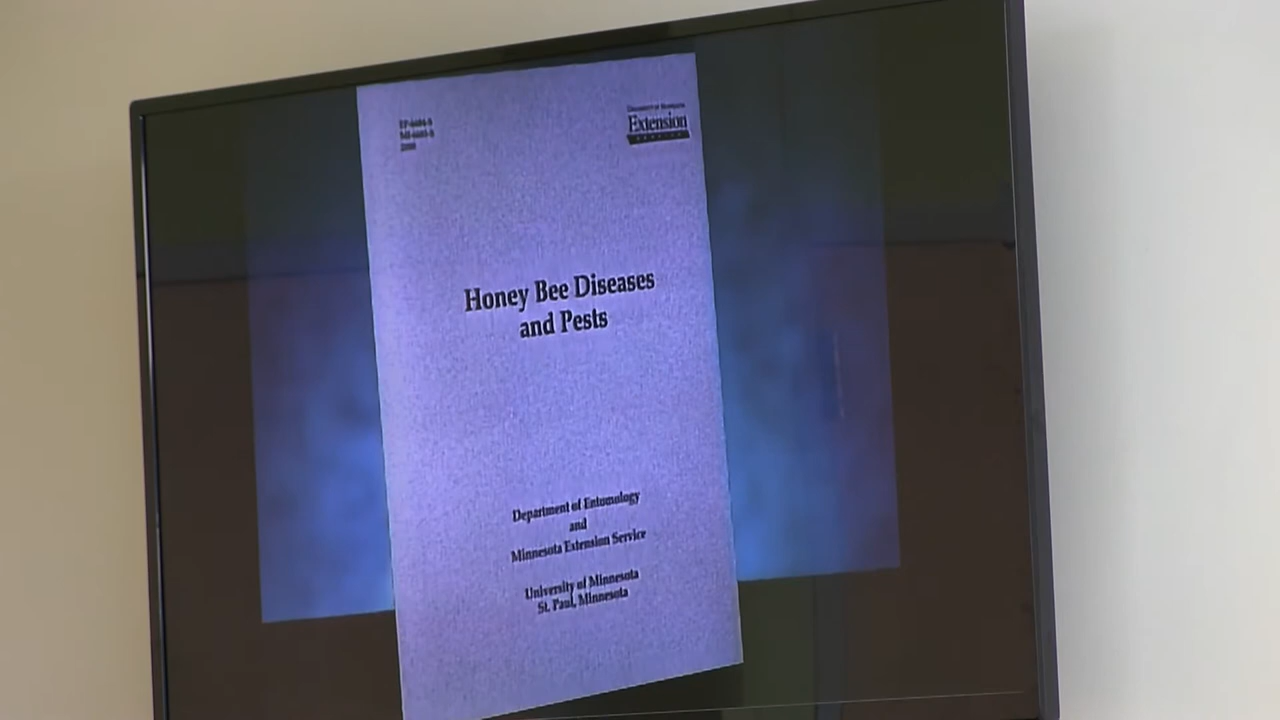 Extension
Honey Bee Diseases
and Pests
Department of Entomology
and
Minnesota Extension Service
University of Minnesota
St. Paul, Minnesota